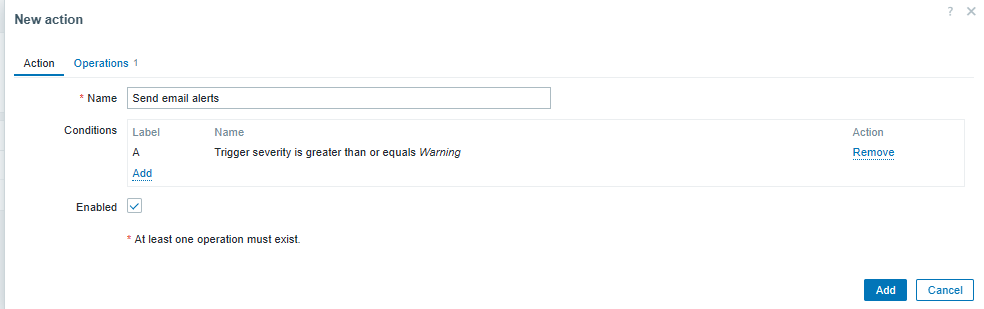 New action
?
Action Operations 1
* Name Send email alerts
Conditions Label Name Action
A Trigger severity is greater than or equals Warning Remove
Add
Enabled
* At least one operation must exist.
Add Cancel